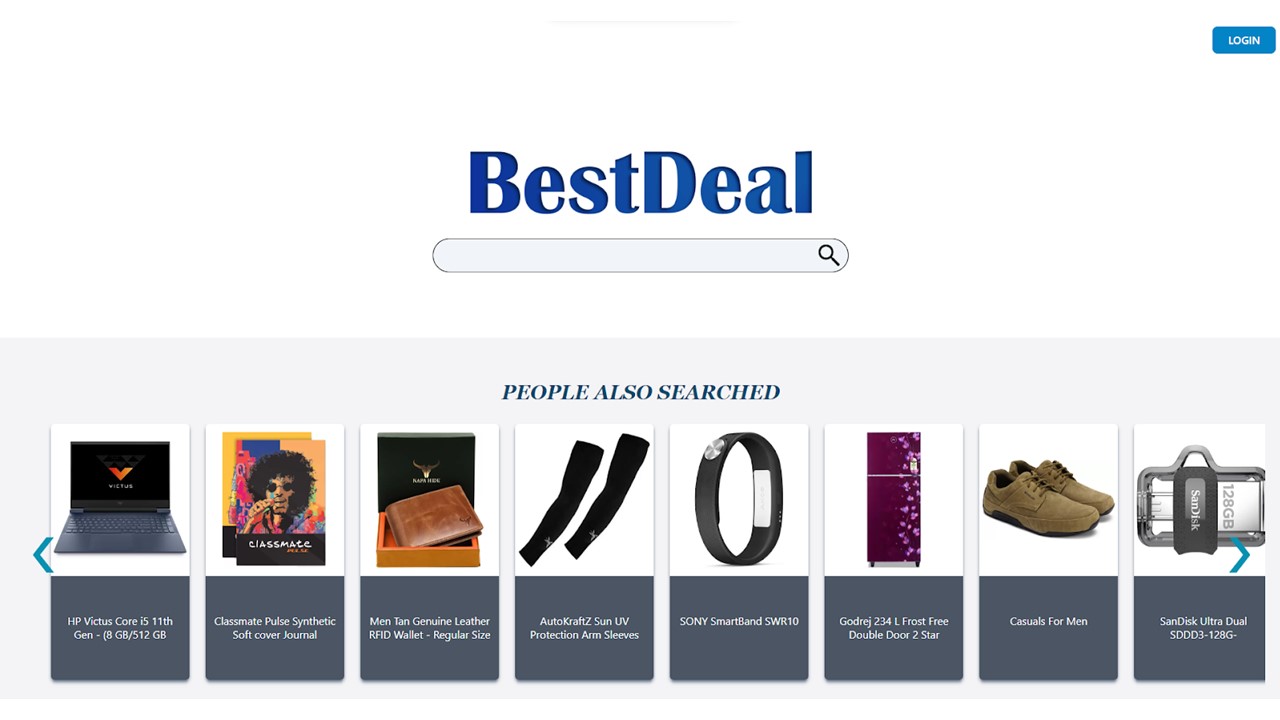 LOGIN
BestDeal
PEOPLE ALSO SEARCHED
VICTUS
CLASSMATE
PULSE
NAPA HIDE
SanDisk
128GB
HP Victus Core i5 11th
Gen - (8 GB/512 GB
Classmate Pulse Synthetic
Soft cover Journal
Men Tan Genuine Leather
RFID Wallet - Regular Size
AutoKraftZ Sun UV
Protection Arm Sleeves
SONY SmartBand SWR10
Godrej 234 L Frost Free
Double Door 2 Star
Casuals For Men
SanDisk Ultra Dual
SDDD3-128G-